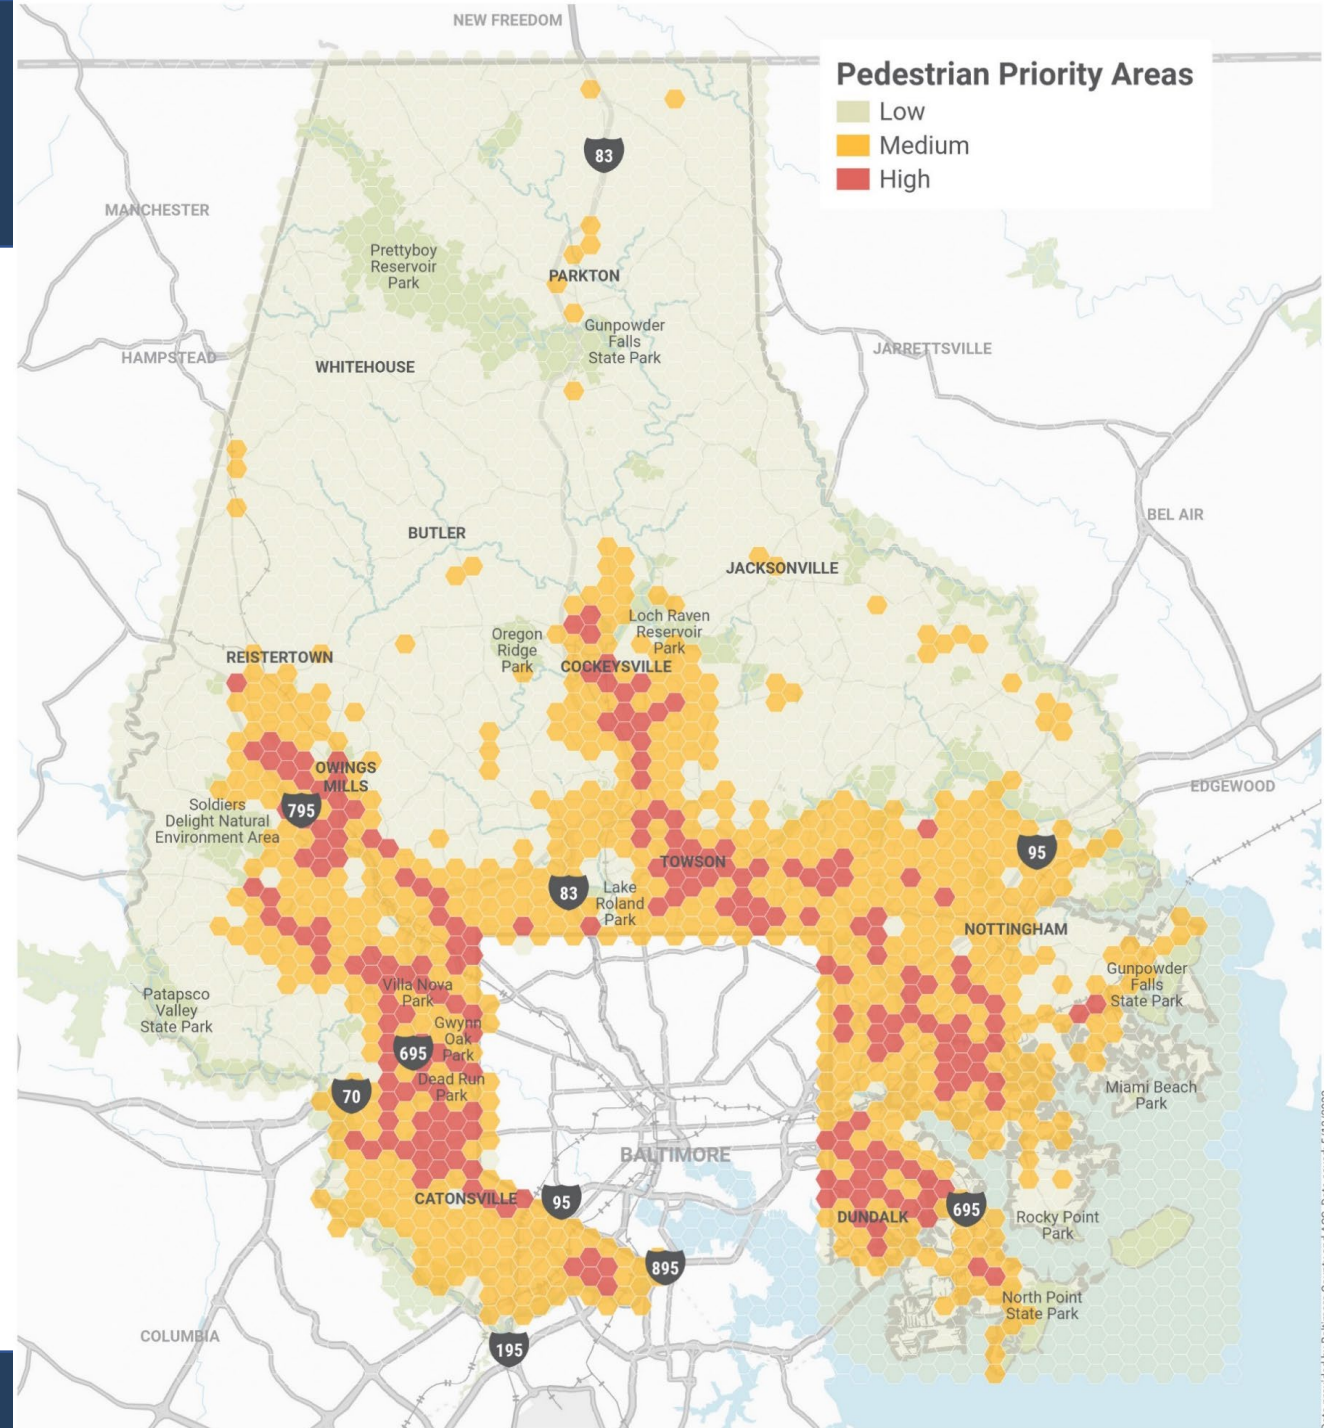 NEW FREEDOM
Pedestrian Priority Areas
Low
Medium
High
83
MANCHESTER
Prettyboy
Reservoir
Park
PARKTON
Gunpowder
Falls
State Park
HAMPSTEAD
WHITEHOUSE
JARRETTSVILLE
BEL AIR
BUTLER
JACKSONVILLE
Oregon
Ridge
Park
Loch Raven
Reservoir
Park
REISTERTOWN
COCKEYSVILLE
OWINGS
MILLS
795
Soldiers
Delight Natural
Environment Area
EDGEWOOD
95
TOWSON
83
Lake
Roland
Park
NOTTINGHAM
Villa Nova
Park
Gunpowder
Falls
State Park
Patapsco
Valley
State Park
Gwynn
Oak
Park
695
Dead Run
Park
70
Miami Beach
Park
BALTIMORE
CATONSVILLE
95
DUNDALK
695
Rocky Point
Park
895
North Point
State Park
COLUMBIA
195